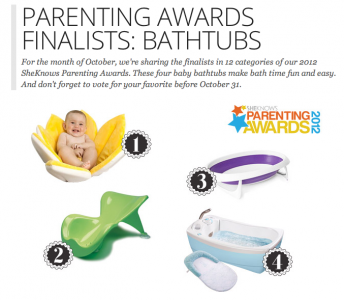 PARENTING AWARDS
FINALISTS: BATHTUBS
For the month of October, we're sharing the finalists in 12 categories of our 2012
SheKnows Parenting Awards. These four baby bathtubs make bath time fun and easy.
And don't forget to vote for your favorite before October 31.
SHEKNOWS
PARENTING
AWARDS
2012
1
3
2
4